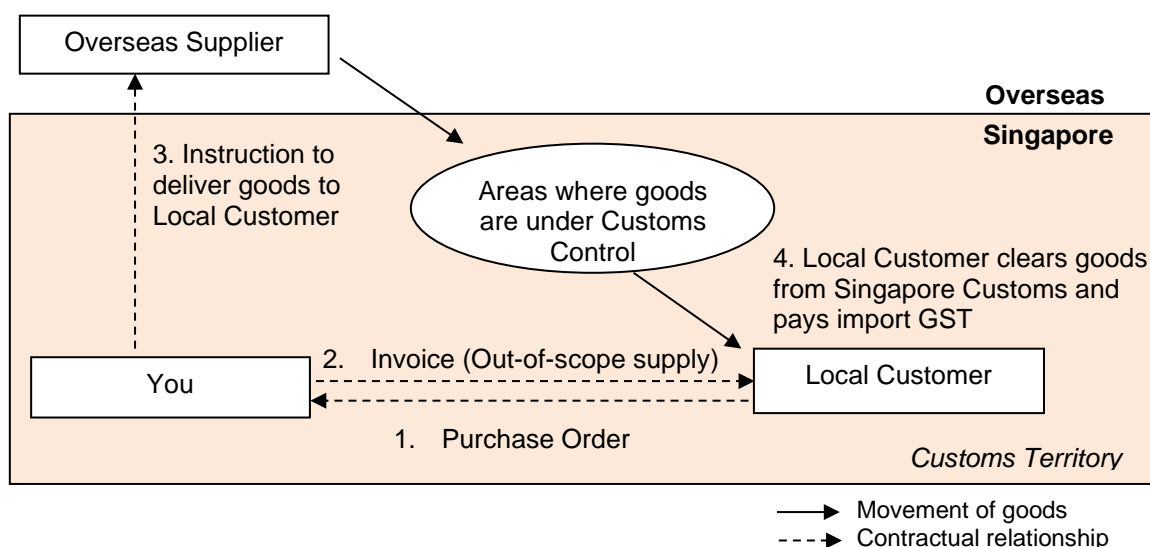 Overseas Supplier
Overseas
Singapore
3. Instruction to
deliver goods to
Local Customer
Areas where goods
are under Customs
Control
4. Local Customer clears goods
from Singapore Customs and
pays import GST
2. Invoice (Out-of-scope supply)
You
Local Customer
1. Purchase Order
Customs Territory
Movement of goods
Contractual relationship